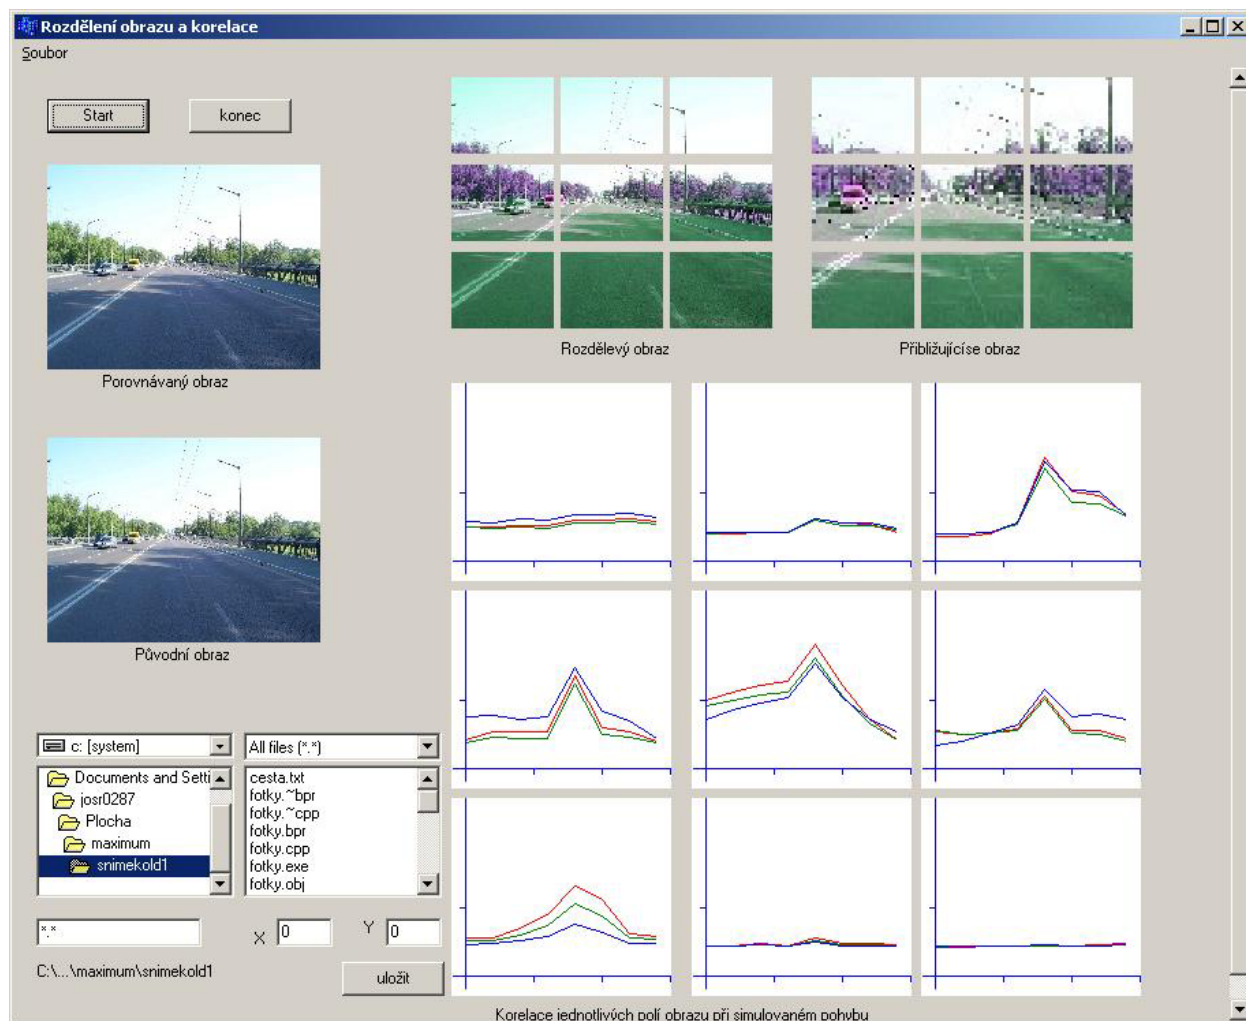 Rozdělení obrazu a korelace
Soubor
Start
konec
Porovnávaný obraz
Původní obraz
Rozdělevý obraz
Přibližujícíse obraz
c: [system]
All files (*.*)
Documents and Setti
josr0287
Plocha
maximum
snimekold1
cesta.txt
fotky.~bpr
fotky.~cpp
fotky.bpr
fotky.cpp
fotky.exe
fotky.obj
*.*
X 0
Y 0
C:\...\maximum\snimekold1
uložit
Korelace jednotlivých polí obrazu při simulovaném pohybu